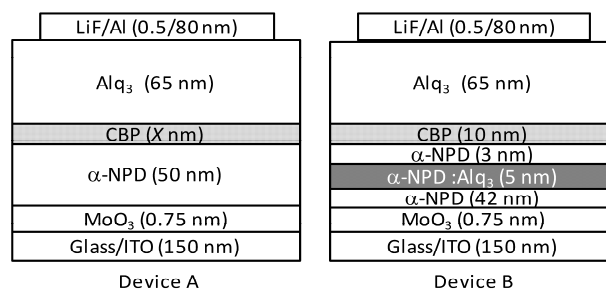 LiF/Al (0.5/80 nm)
Alq₃ (65 nm)
CBP (X nm)
α-NPD (50 nm)
MoO₃ (0.75 nm)
Glass/ITO (150 nm)
Device A
LiF/Al (0.5/80 nm)
Alq₃ (65 nm)
CBP (10 nm)
α-NPD (3 nm)
α-NPD :Alq₃ (5 nm)
α-NPD (42 nm)
MoO₃ (0.75 nm)
Glass/ITO (150 nm)
Device B